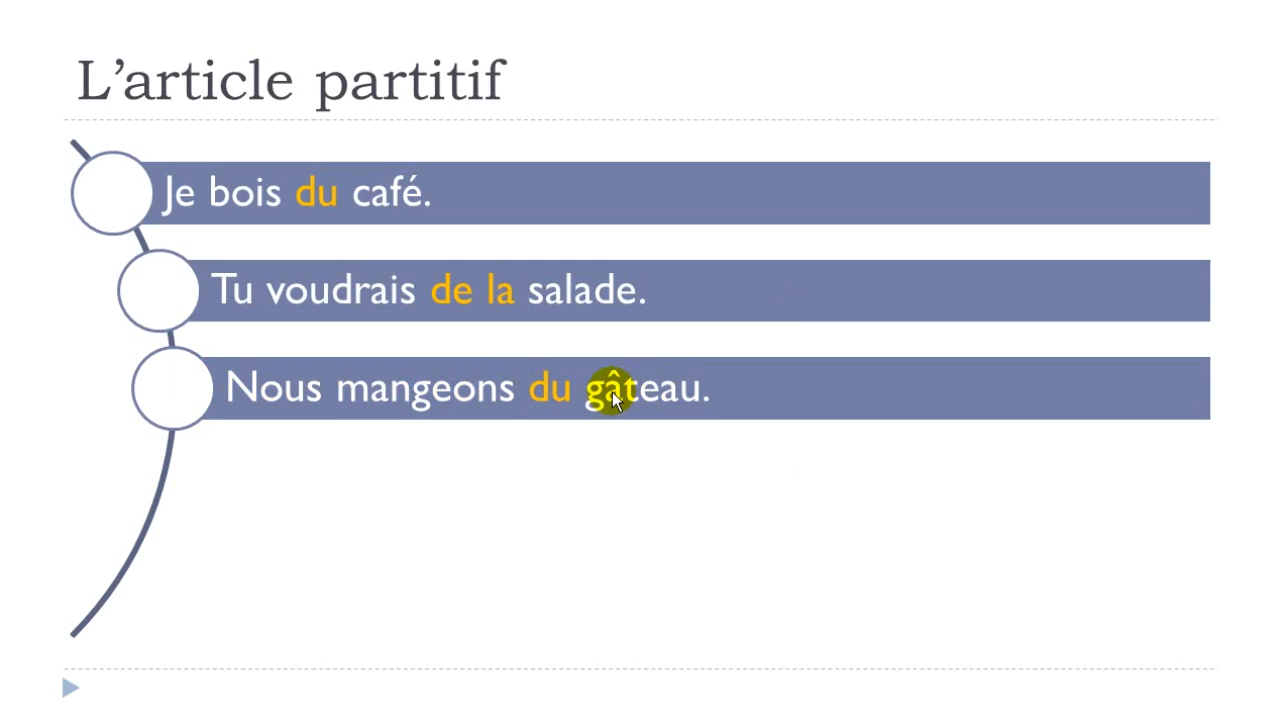 L’article partitif
Je bois du café.
Tu voudrais de la salade.
Nous mangeons du gâteau.